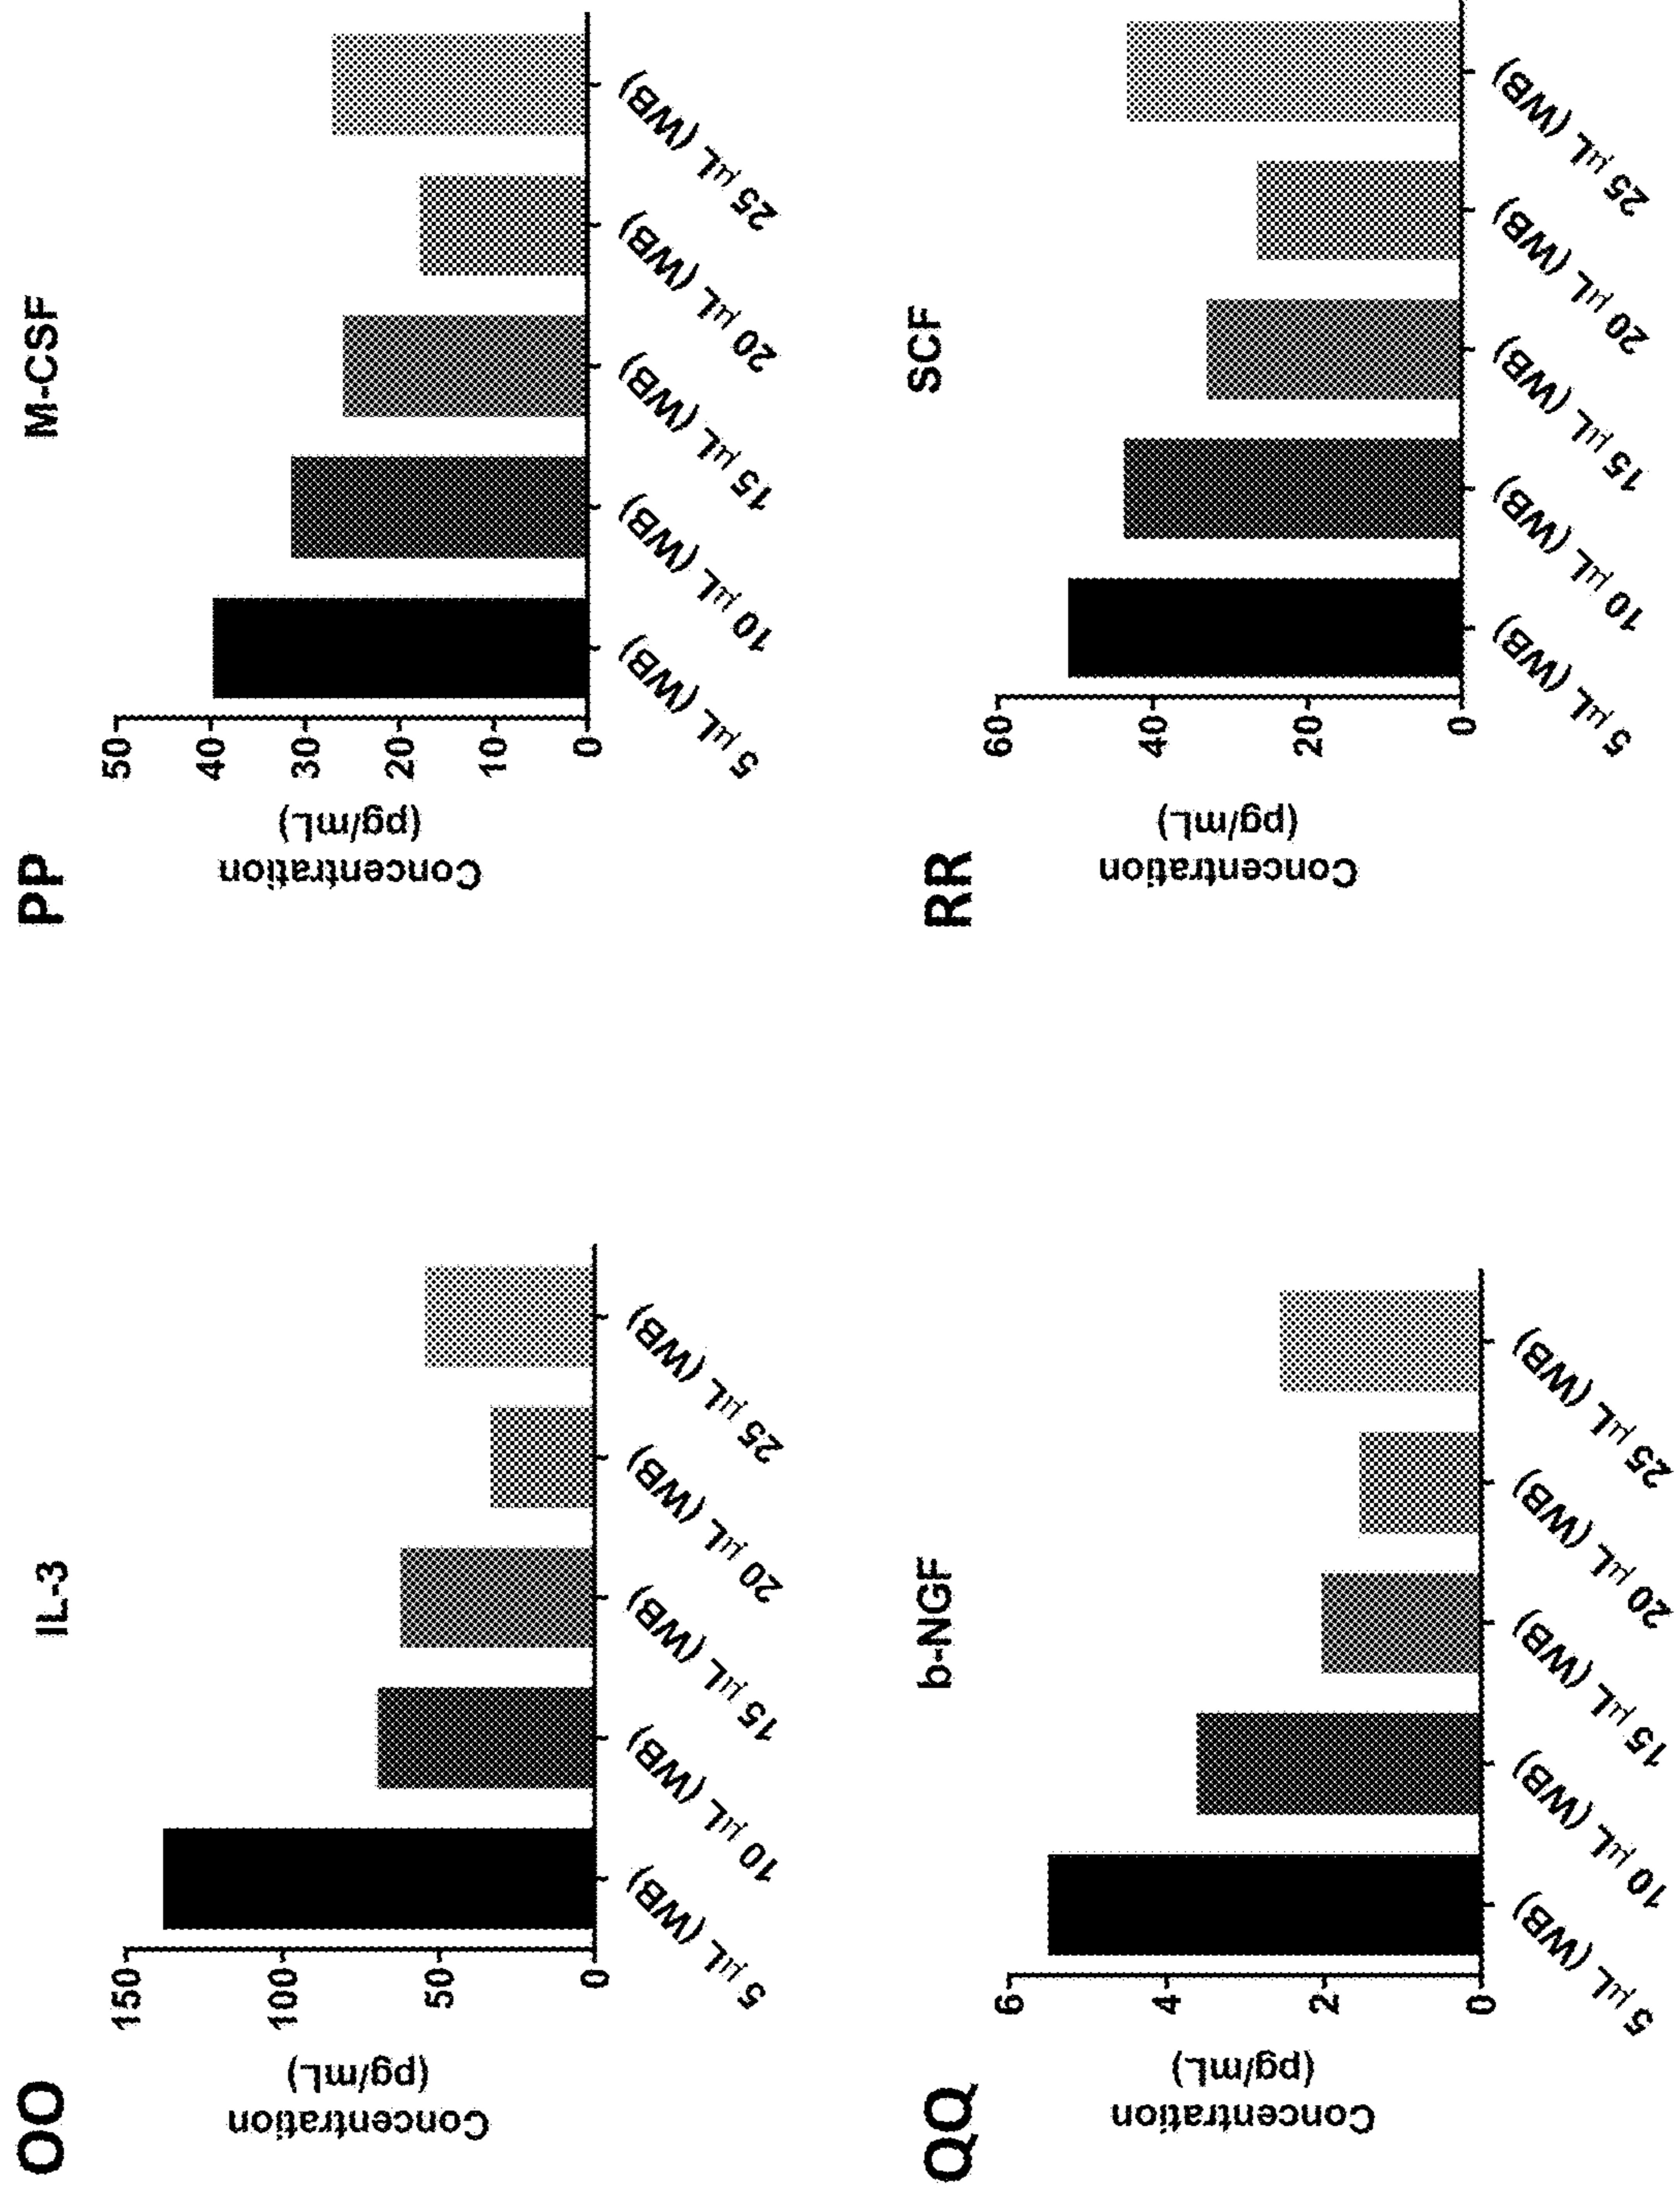 OO
IL-3
Concentration
(pg/mL)
150
100
50
0
5 µL (WB)
10 µL (WB)
15 µL (WB)
20 µL (WB)
25 µL (WB)
PP
M-CSF
Concentration
(pg/mL)
50
40
30
20
10
0
5 µL (WB)
10 µL (WB)
15 µL (WB)
20 µL (WB)
25 µL (WB)
QQ
b-NGF
Concentration
(pg/mL)
6
4
2
0
5 µL (WB)
10 µL (WB)
15 µL (WB)
20 µL (WB)
25 µL (WB)
RR
SCF
Concentration
(pg/mL)
60
40
20
0
5 µL (WB)
10 µL (WB)
15 µL (WB)
20 µL (WB)
25 µL (WB)